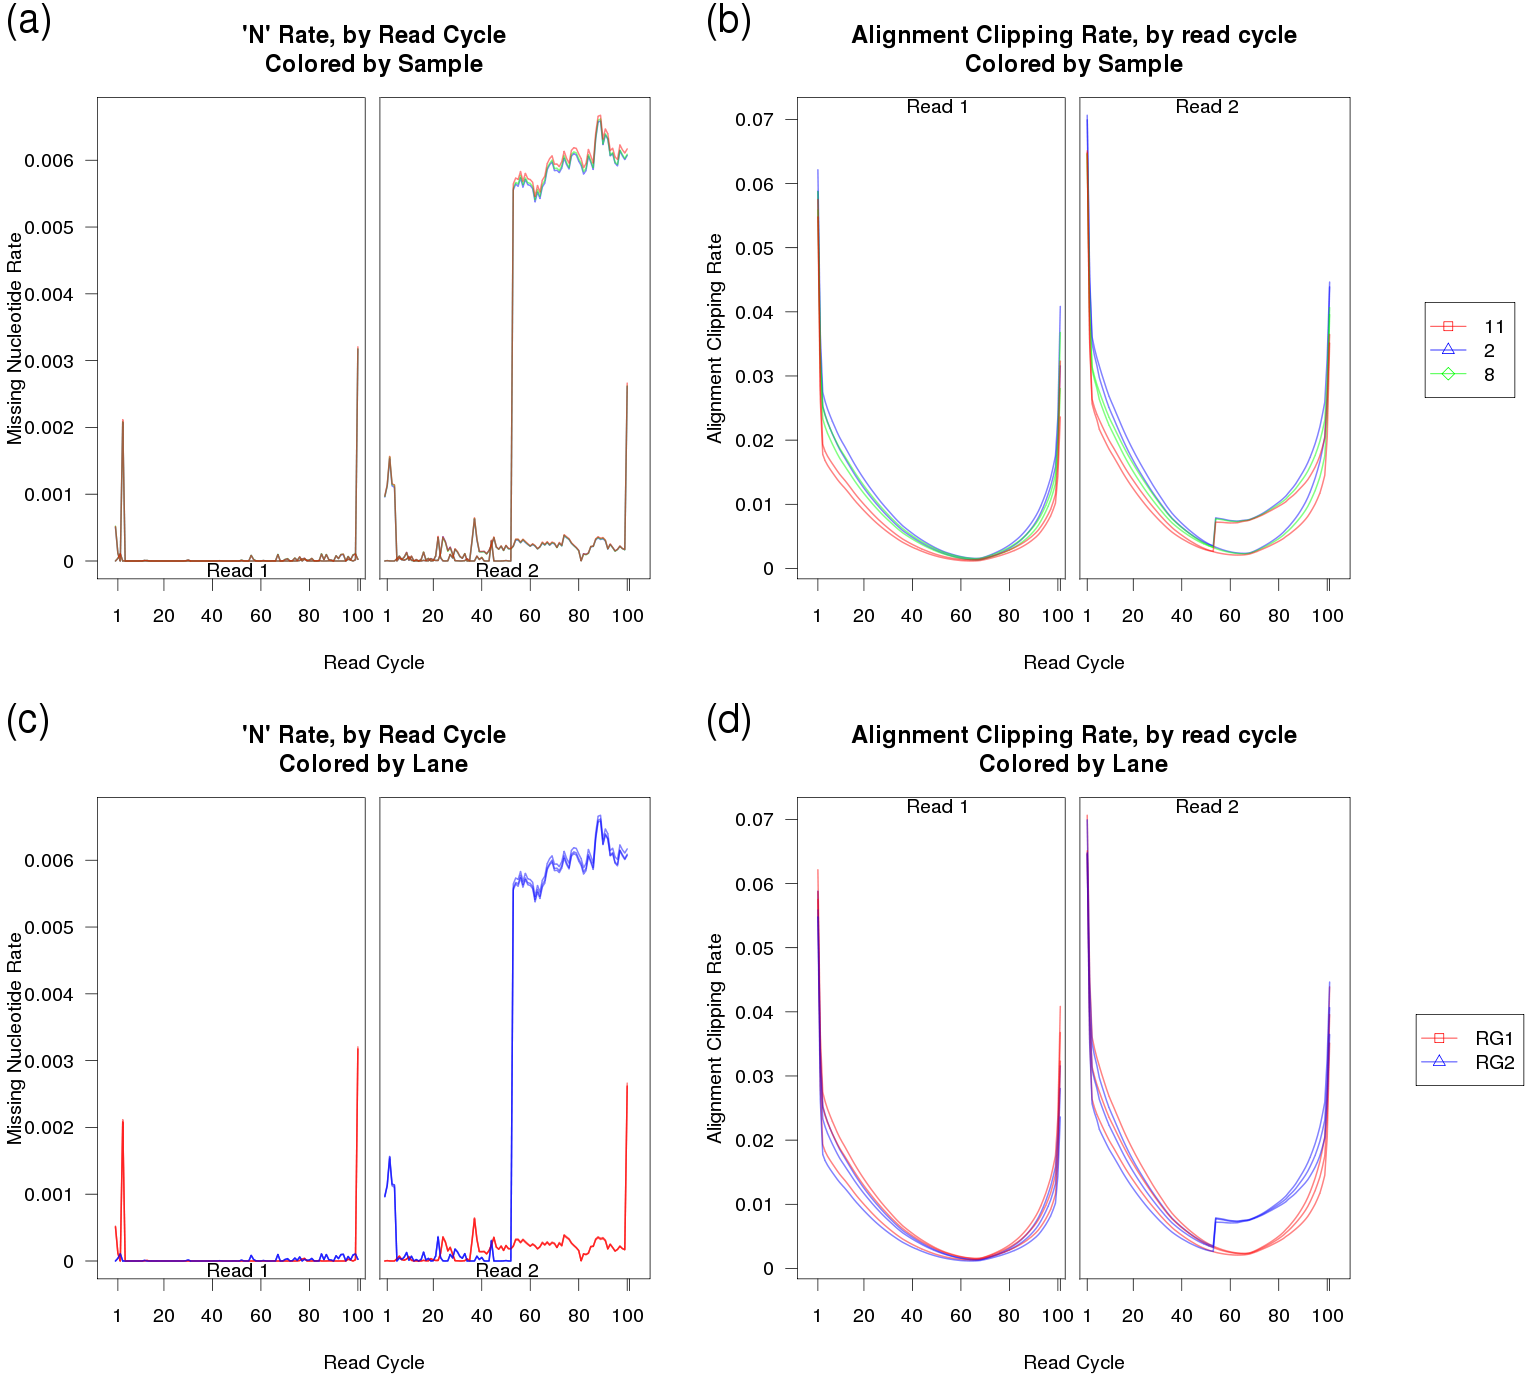 (a)
'N' Rate, by Read Cycle
Colored by Sample
Missing Nucleotide Rate
0.006
0.005
0.004
0.003
0.002
0.001
0
Read 1
Read 2
1 20 40 60 80 100 1 20 40 60 80 100
Read Cycle
(b)
Alignment Clipping Rate, by read cycle
Colored by Sample
Alignment Clipping Rate
Read 1
Read 2
0.07
0.06
0.05
0.04
0.03
0.02
0.01
0
1 20 40 60 80 100 1 20 40 60 80 100
Read Cycle
11
2
8
(c)
'N' Rate, by Read Cycle
Colored by Lane
Missing Nucleotide Rate
0.006
0.005
0.004
0.003
0.002
0.001
0
Read 1
Read 2
1 20 40 60 80 100 1 20 40 60 80 100
Read Cycle
(d)
Alignment Clipping Rate, by read cycle
Colored by Lane
Alignment Clipping Rate
Read 1
Read 2
0.07
0.06
0.05
0.04
0.03
0.02
0.01
0
1 20 40 60 80 100 1 20 40 60 80 100
Read Cycle
RG1
RG2